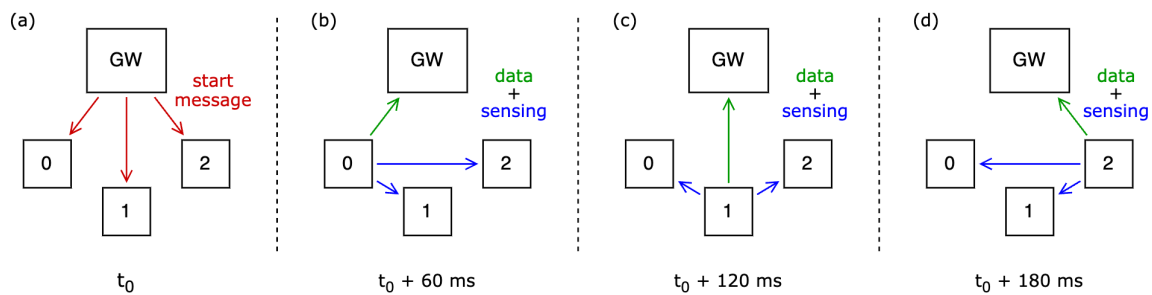 (a)
GW
start
message
0
2
1
t0
(b)
GW
data
+
sensing
0
2
1
t0 + 60 ms
(c)
GW
data
+
sensing
0
2
1
t0 + 120 ms
(d)
GW
data
+
sensing
0
2
1
t0 + 180 ms